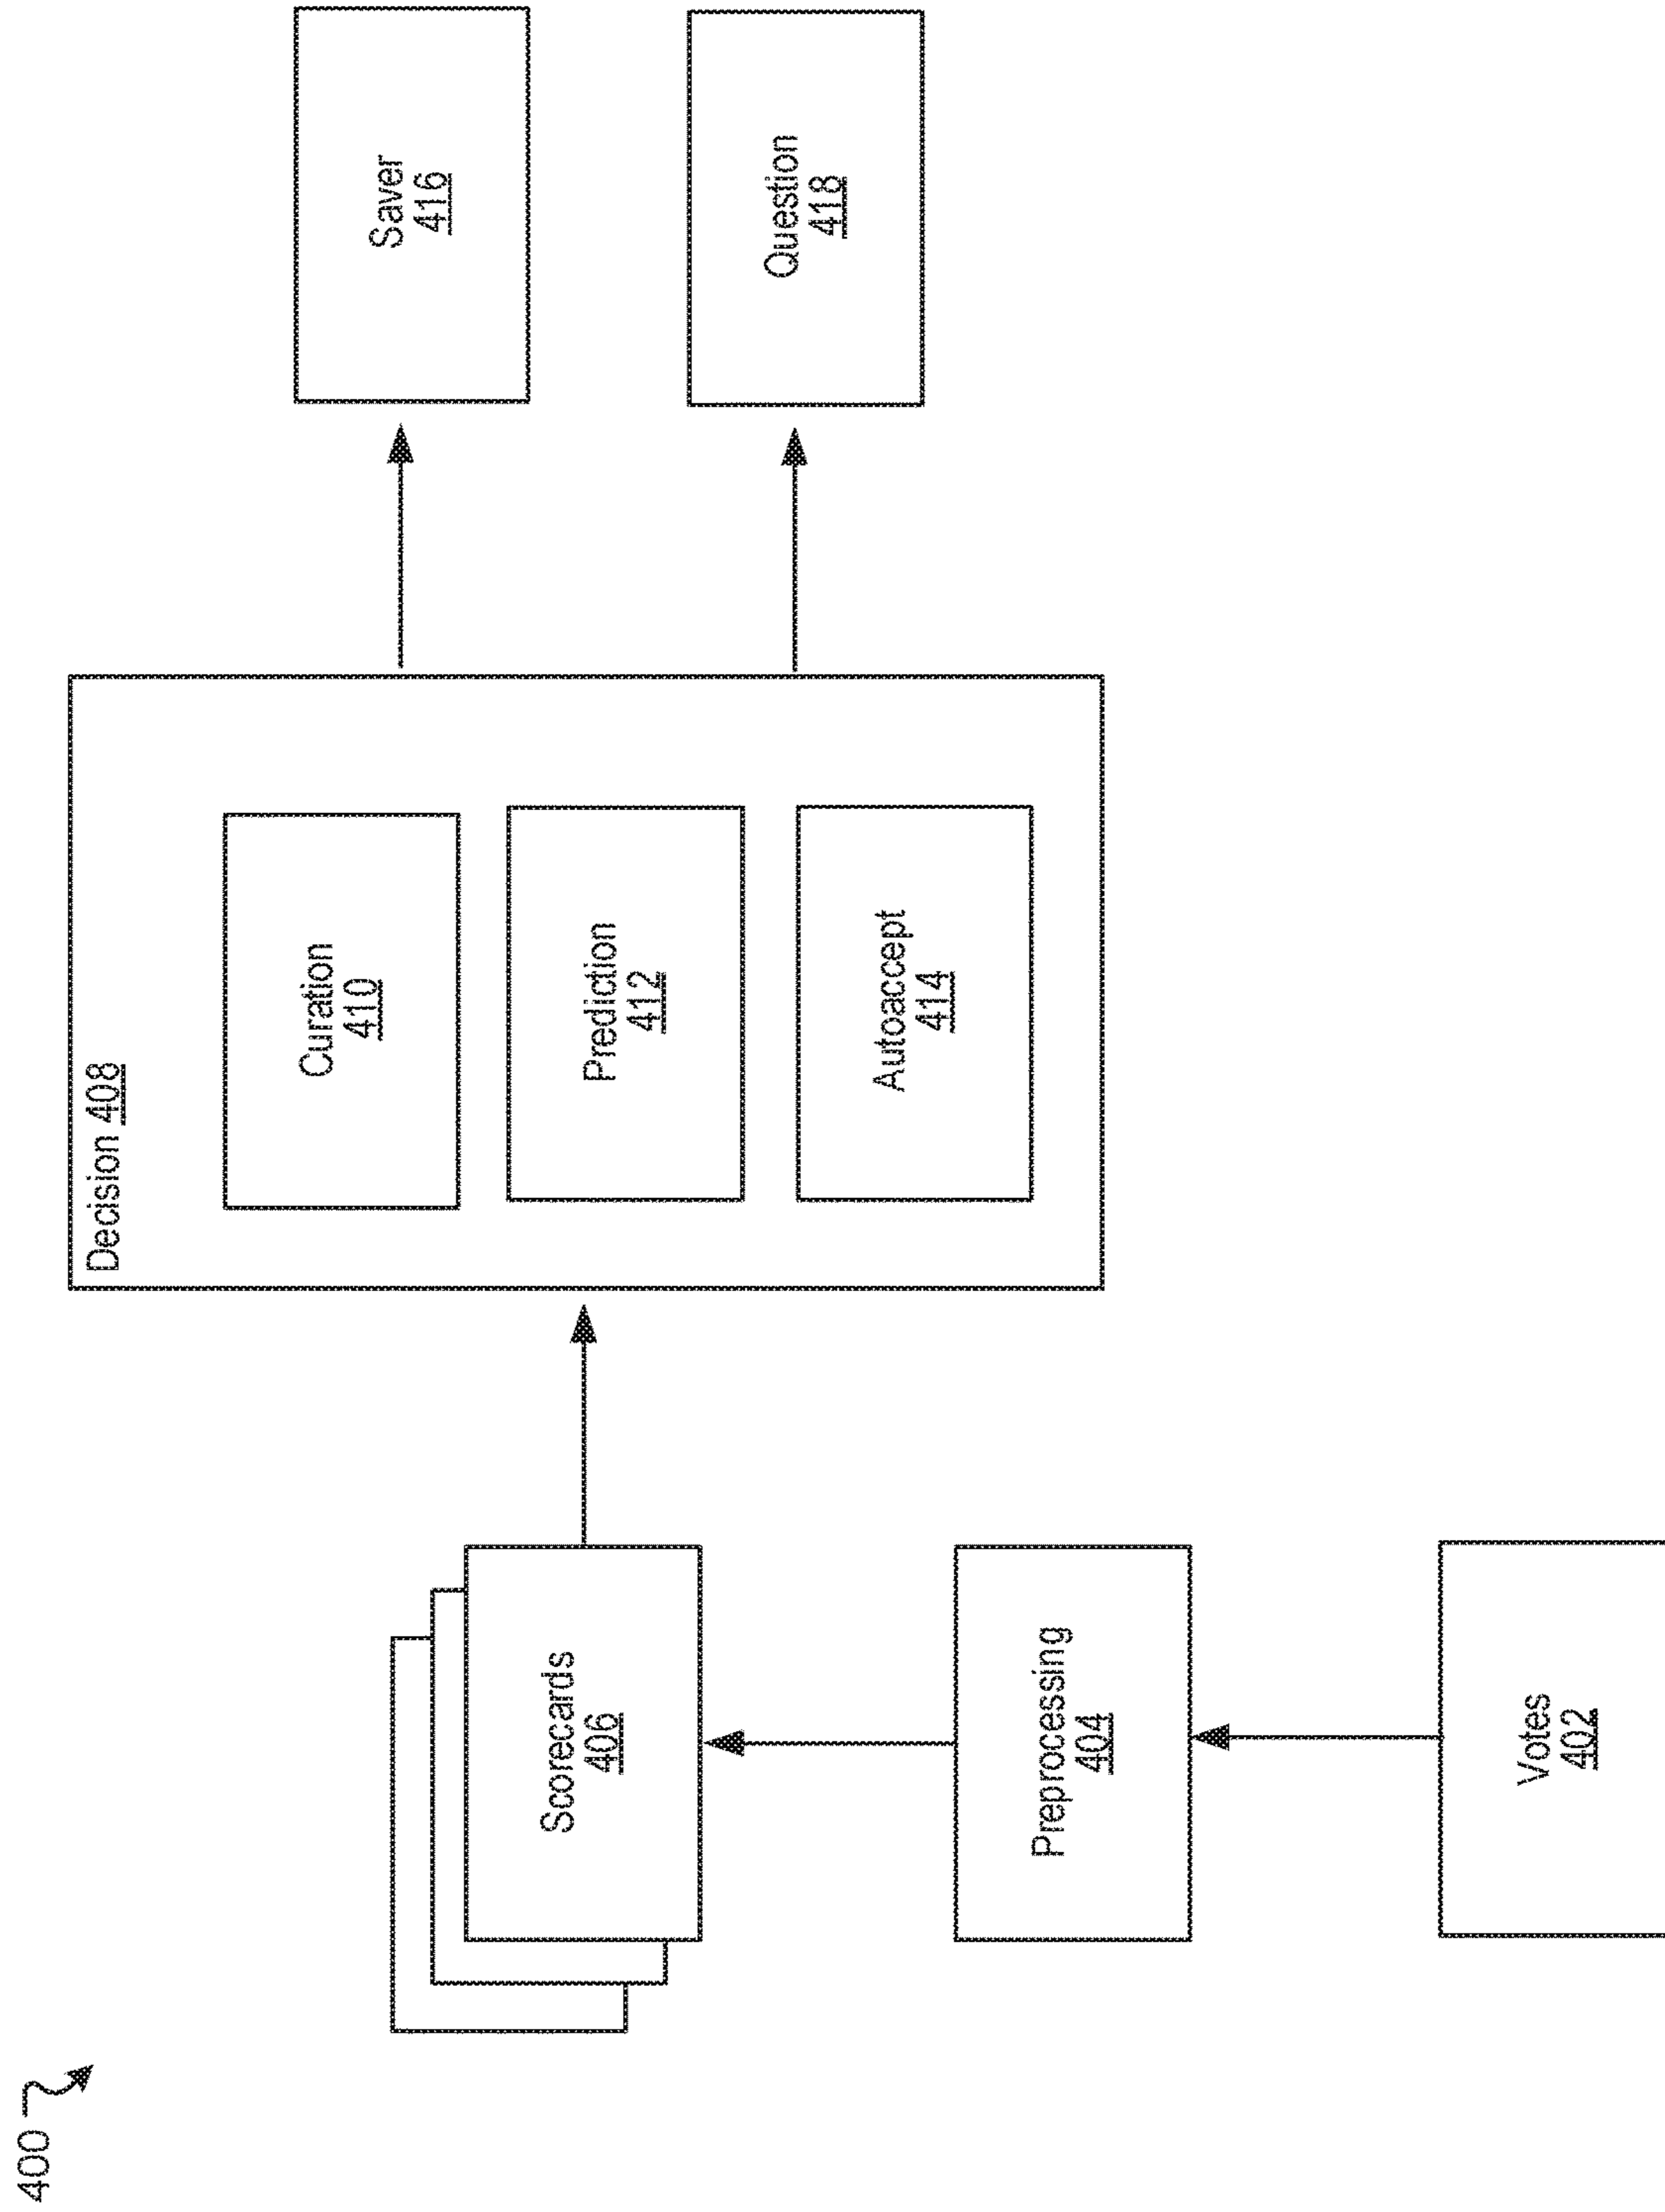 400
Decision 408
Scorecards
406
Curation
410
Saver
416
Prediction
412
Question
418
Preprocessing
404
Autoaccept
414
Votes
402